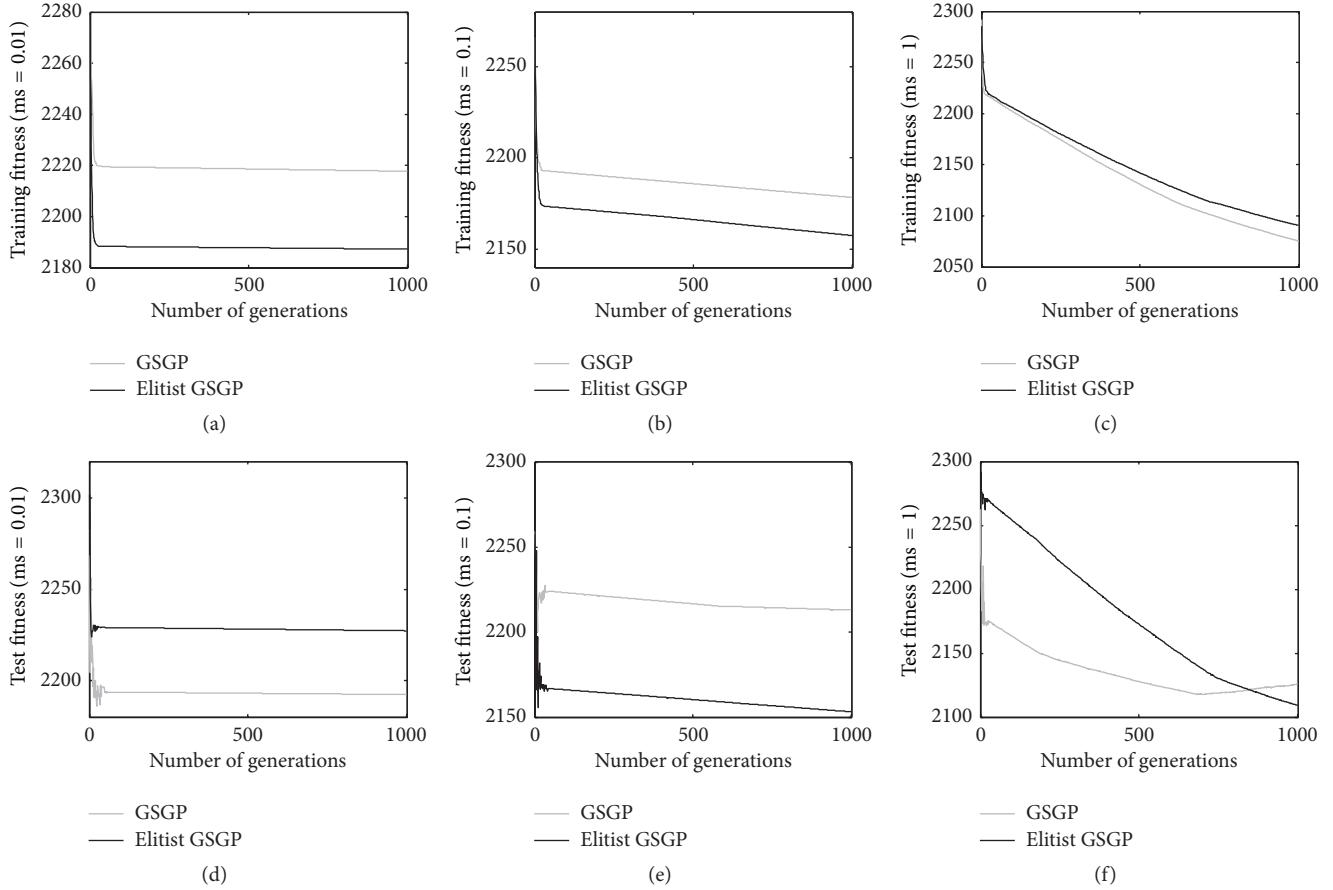 Training fitness (ms = 0.01)
2280
2260
2240
2220
2200
2180
0
500
1000
Number of generations
GSGP
Elitist GSGP
(a)
Training fitness (ms = 0.1)
2250
2200
2150
0
500
1000
Number of generations
GSGP
Elitist GSGP
(b)
Training fitness (ms = 1)
2300
2250
2200
2150
2100
2050
0
500
1000
Number of generations
GSGP
Elitist GSGP
(c)
Test fitness (ms = 0.01)
2300
2250
2200
0
500
1000
Number of generations
GSGP
Elitist GSGP
(d)
Test fitness (ms = 0.1)
2300
2250
2200
2150
0
500
1000
Number of generations
GSGP
Elitist GSGP
(e)
Test fitness (ms = 1)
2300
2250
2200
2150
2100
0
500
1000
Number of generations
GSGP
Elitist GSGP
(f)